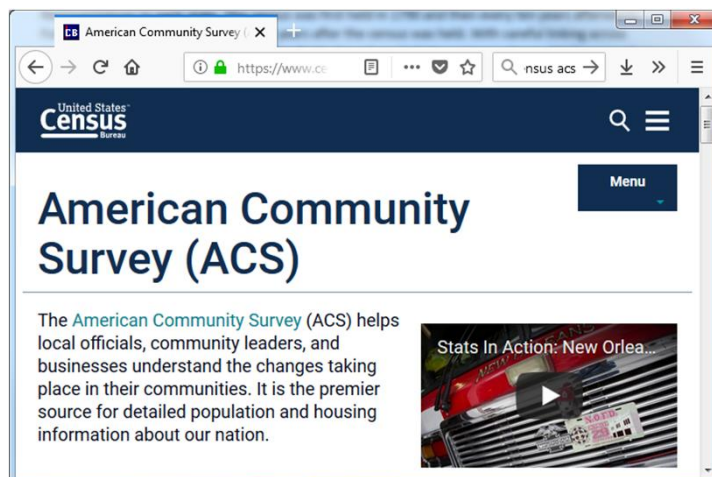 American Community Survey (
https://www.ce
nsus acs
United States
Census
Bureau
Menu
American Community
Survey (ACS)
The American Community Survey (ACS) helps
local officials, community leaders, and
businesses understand the changes taking
place in their communities. It is the premier
source for detailed population and housing
information about our nation.
Stats In Action: New Orlea...
N.O.F.D.